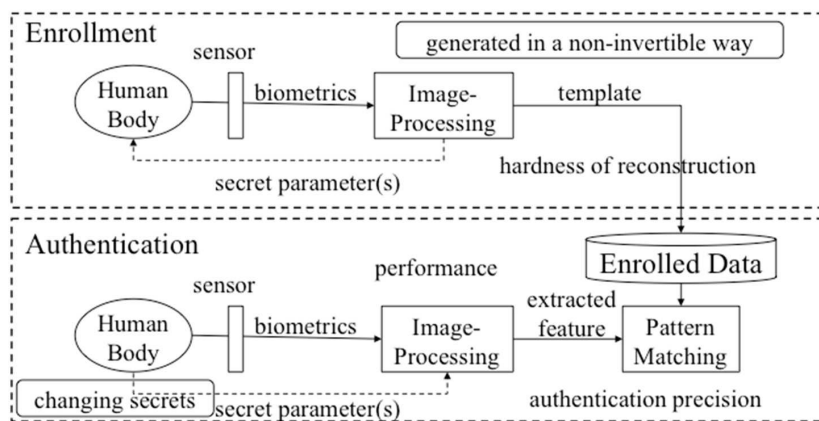 Enrollment
generated in a non-invertible way
sensor
Human
Body
biometrics
Image-
Processing
template
secret parameter(s)
hardness of reconstruction
Authentication
performance
Enrolled Data
sensor
Human
Body
biometrics
Image-
Processing
extracted
feature
Pattern
Matching
changing secrets
secret parameter(s)
authentication precision